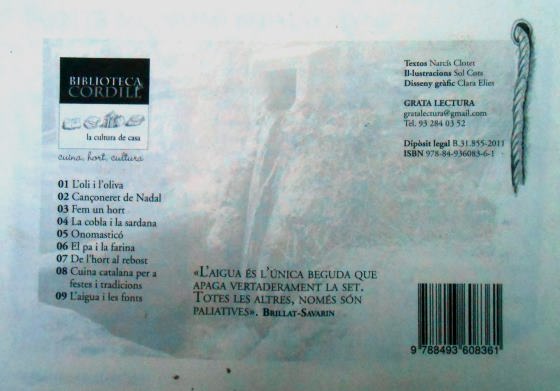 BIBLIOTECA
CORDILL
la cultura de casa
cuina, hort, cultura
01 L'oli i l'oliva
02 Cançoneret de Nadal
03 Fem un hort
04 La cobla i la sardana
05 Onomasticó
06 El pa i la farina
07 De l'hort al rebost
08 Cuina catalana per a
festes i tradicions
09 L'aigua i les fonts
Textos Narcís Clotet
Il·lustracions Sol Cots
Disseny gràfic Clara Elies
GRATA LECTURA
gratalectura@gmail.com
Tel. 93 284 03 52
Dipòsit legal B.31.855-2011
ISBN 978-84-936083-6-1
«L'AIGUA ÉS L'ÚNICA BEGUDA QUE
APAGA VERTADERAMENT LA SET.
TOTES LES ALTRES, NOMÉS SÓN
PALIATIVES». BRILLAT-SAVARIN
9 788493 608361